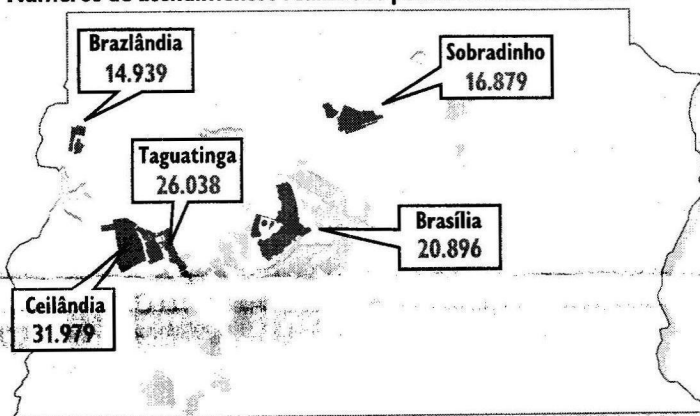 Brazlândia
14.939
Sobradinho
16.879
Taguatinga
26.038
Brasília
20.896
Ceilândia
31.979